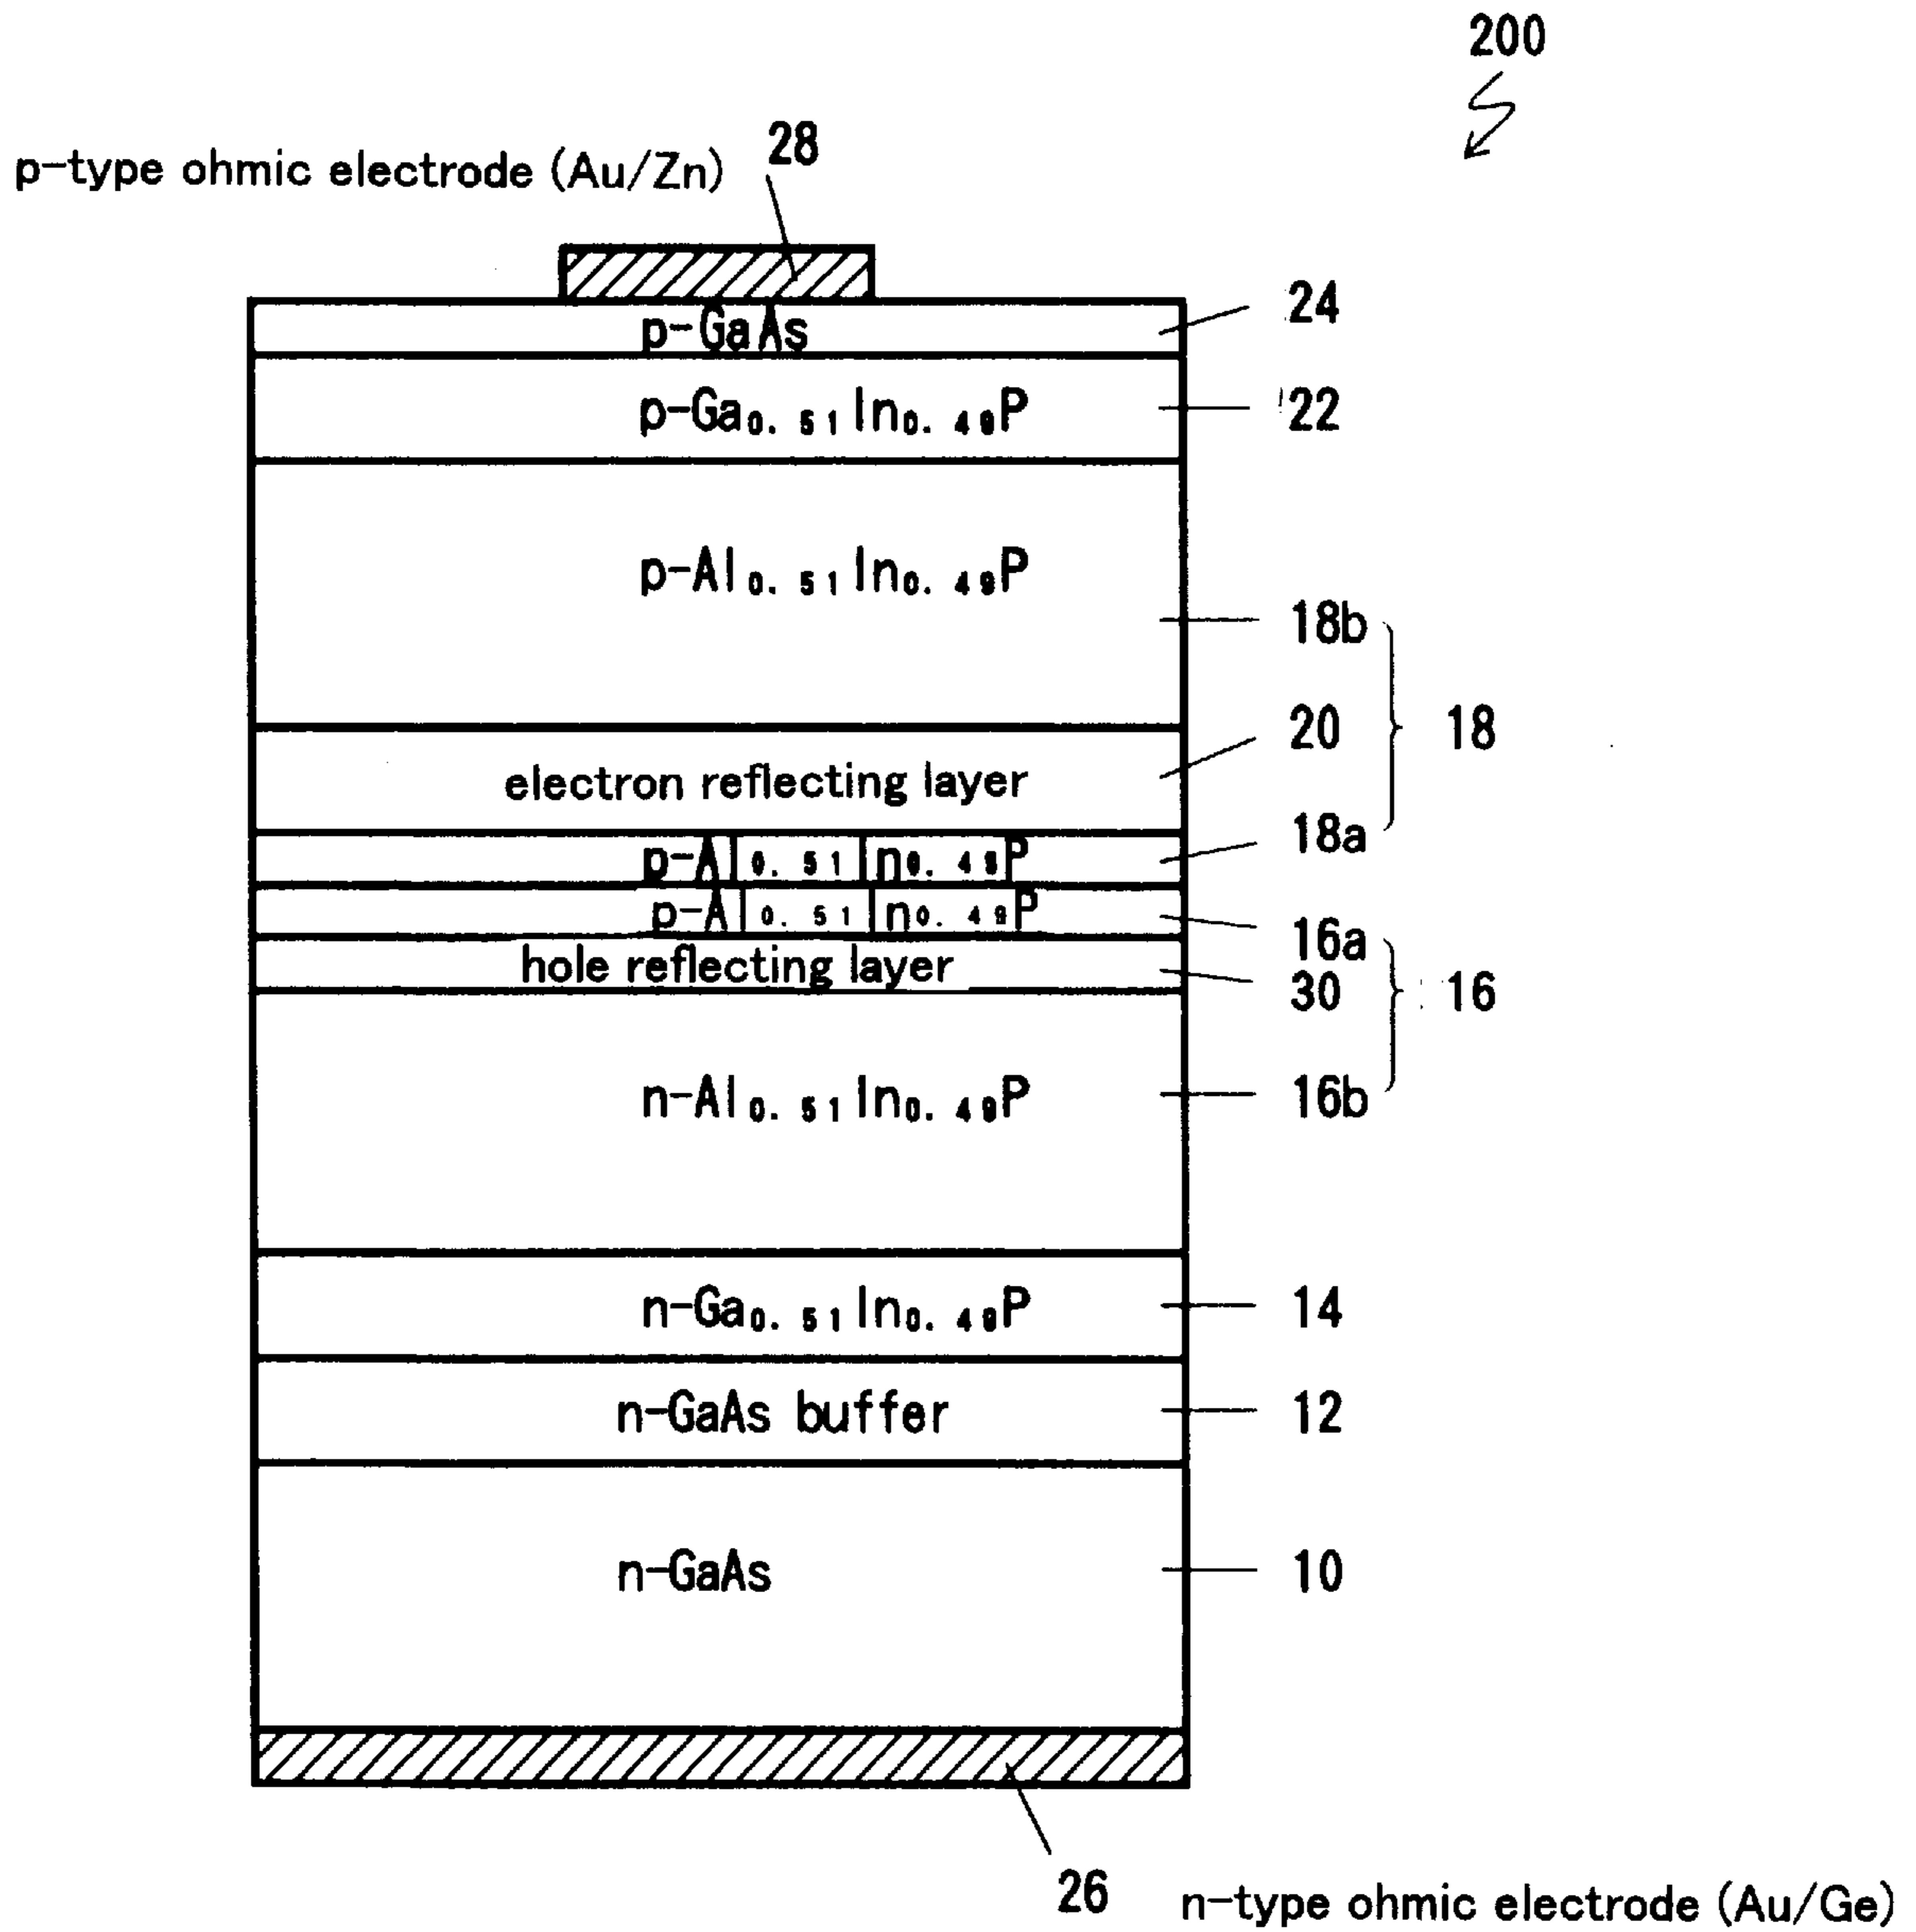 200
p-type ohmic electrode (Au/Zn) 28
p-GaAs 24
p-Ga0.51In0.49P 22
p-Al0.51In0.49P
18b
20 18
electron reflecting layer
18a
p-Al0.51In0.49P
p-Al0.51In0.49P
16a
hole reflecting layer
30 16
n-Al0.51In0.49P 16b
n-Ga0.51In0.49P 14
n-GaAs buffer 12
n-GaAs 10
26 n-type ohmic electrode (Au/Ge)